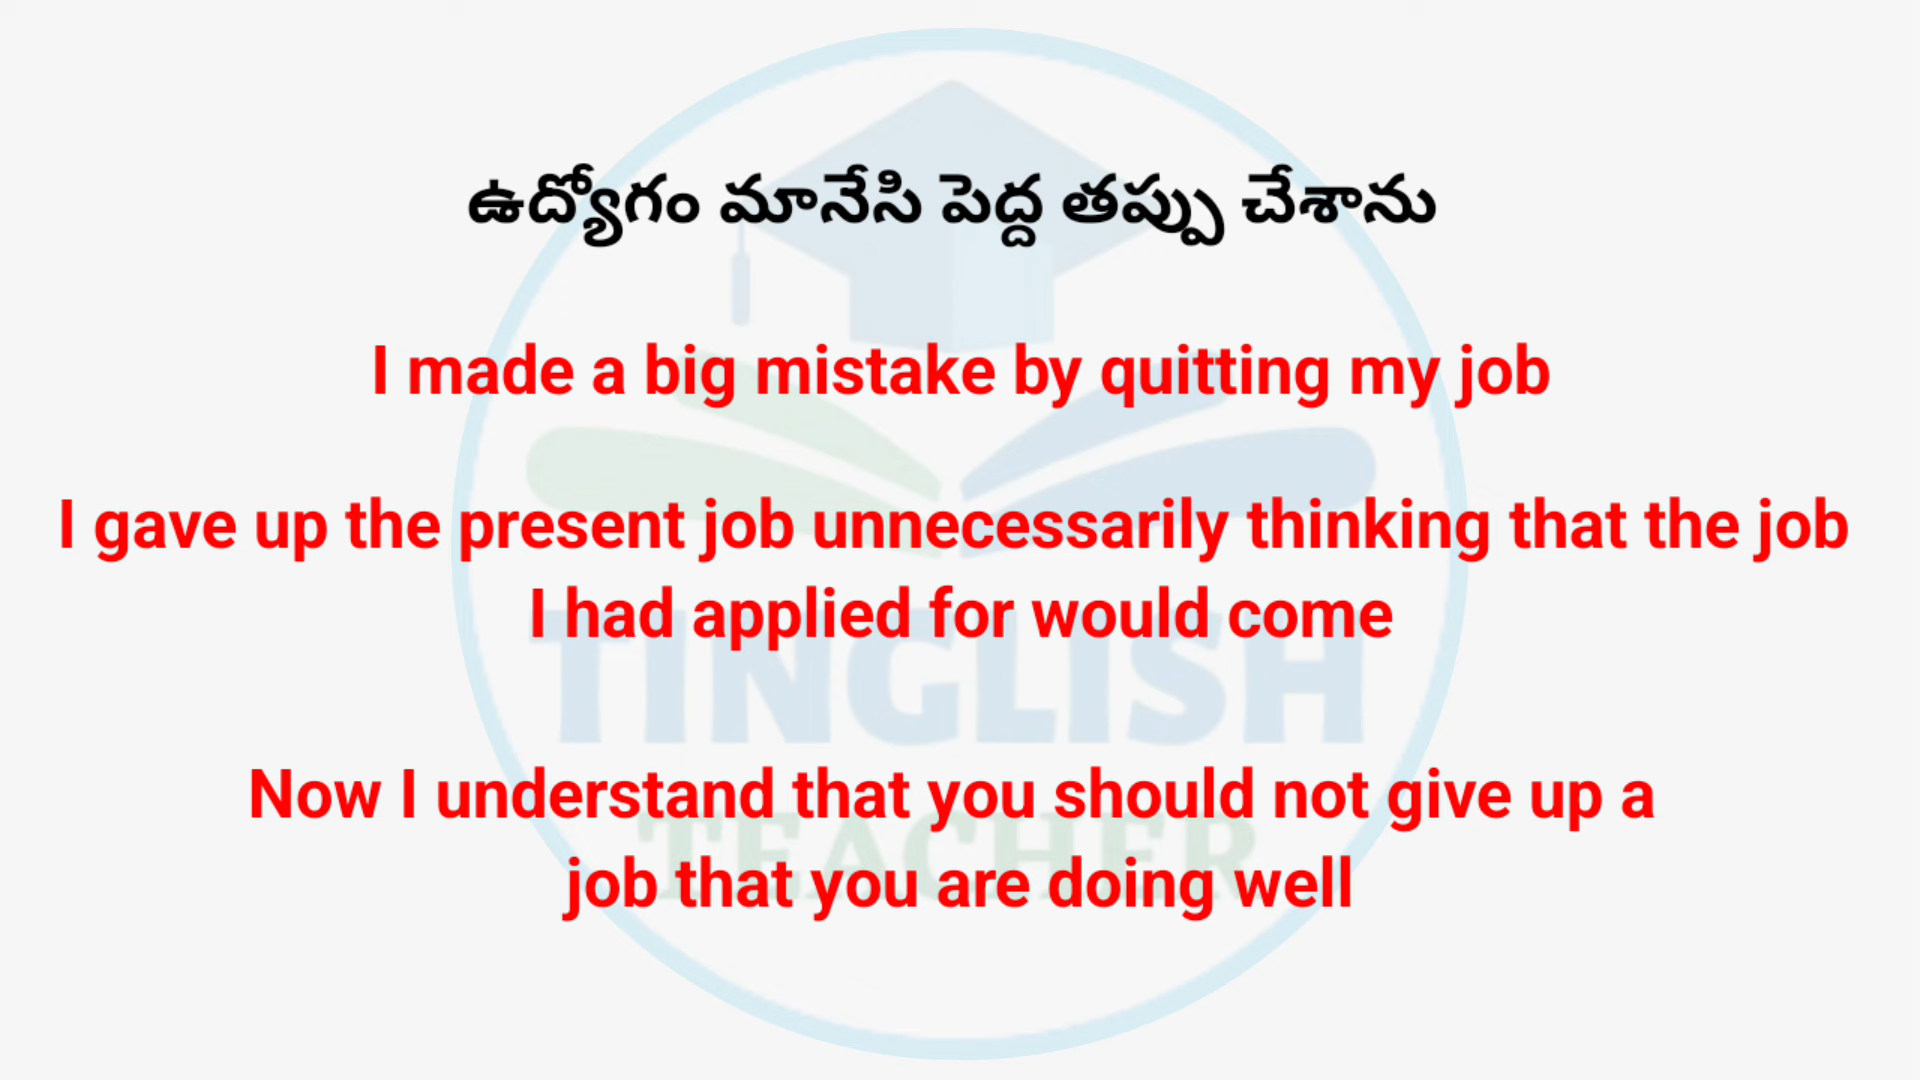 ఉద్యోగం మానేసి పెద్ద తప్పు చేశాను
I made a big mistake by quitting my job
I gave up the present job unnecessarily thinking that the job
I had applied for would come
TINGLISH
Now I understand that you should not give up a
TEACHER
job that you are doing well